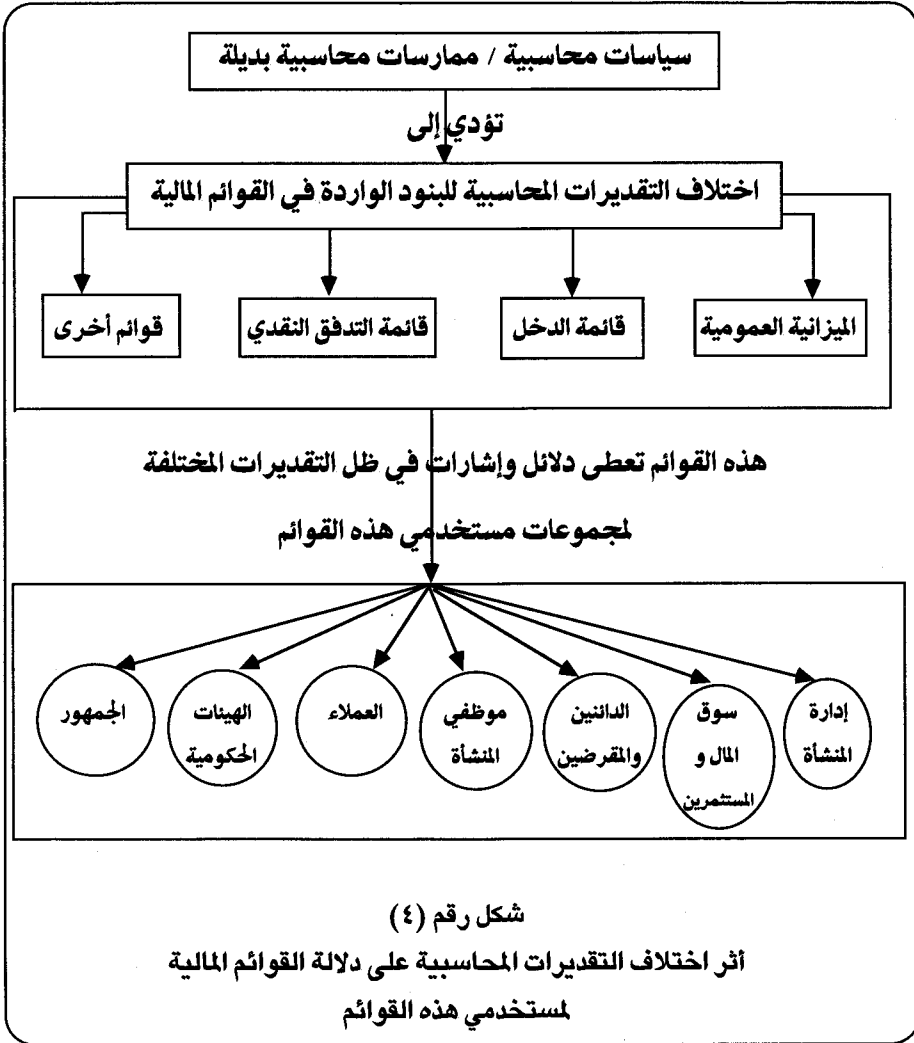 سياسات محاسبية / ممارسات محاسبية بديلة
تؤدي إلى
اختلاف التقديرات المحاسبية للبنود الواردة في القوائم المالية
الميزانية العمومية
قائمة الدخل
قائمة التدفق النقدي
قوائم أخرى
هذه القوائم تعطى دلائل وإشارات في ظل التقديرات المختلفة
لمجموعات مستخدمي هذه القوائم
إدارة
المنشأة
سوق
المال و
المستثمرين
الدائنين
والمقرضين
موظفي
المنشأة
العملاء
الهيئات
الحكومية
الجمهور
شكل رقم (٤)
أثر اختلاف التقديرات المحاسبية على دلالة القوائم المالية
لمستخدمي هذه القوائم